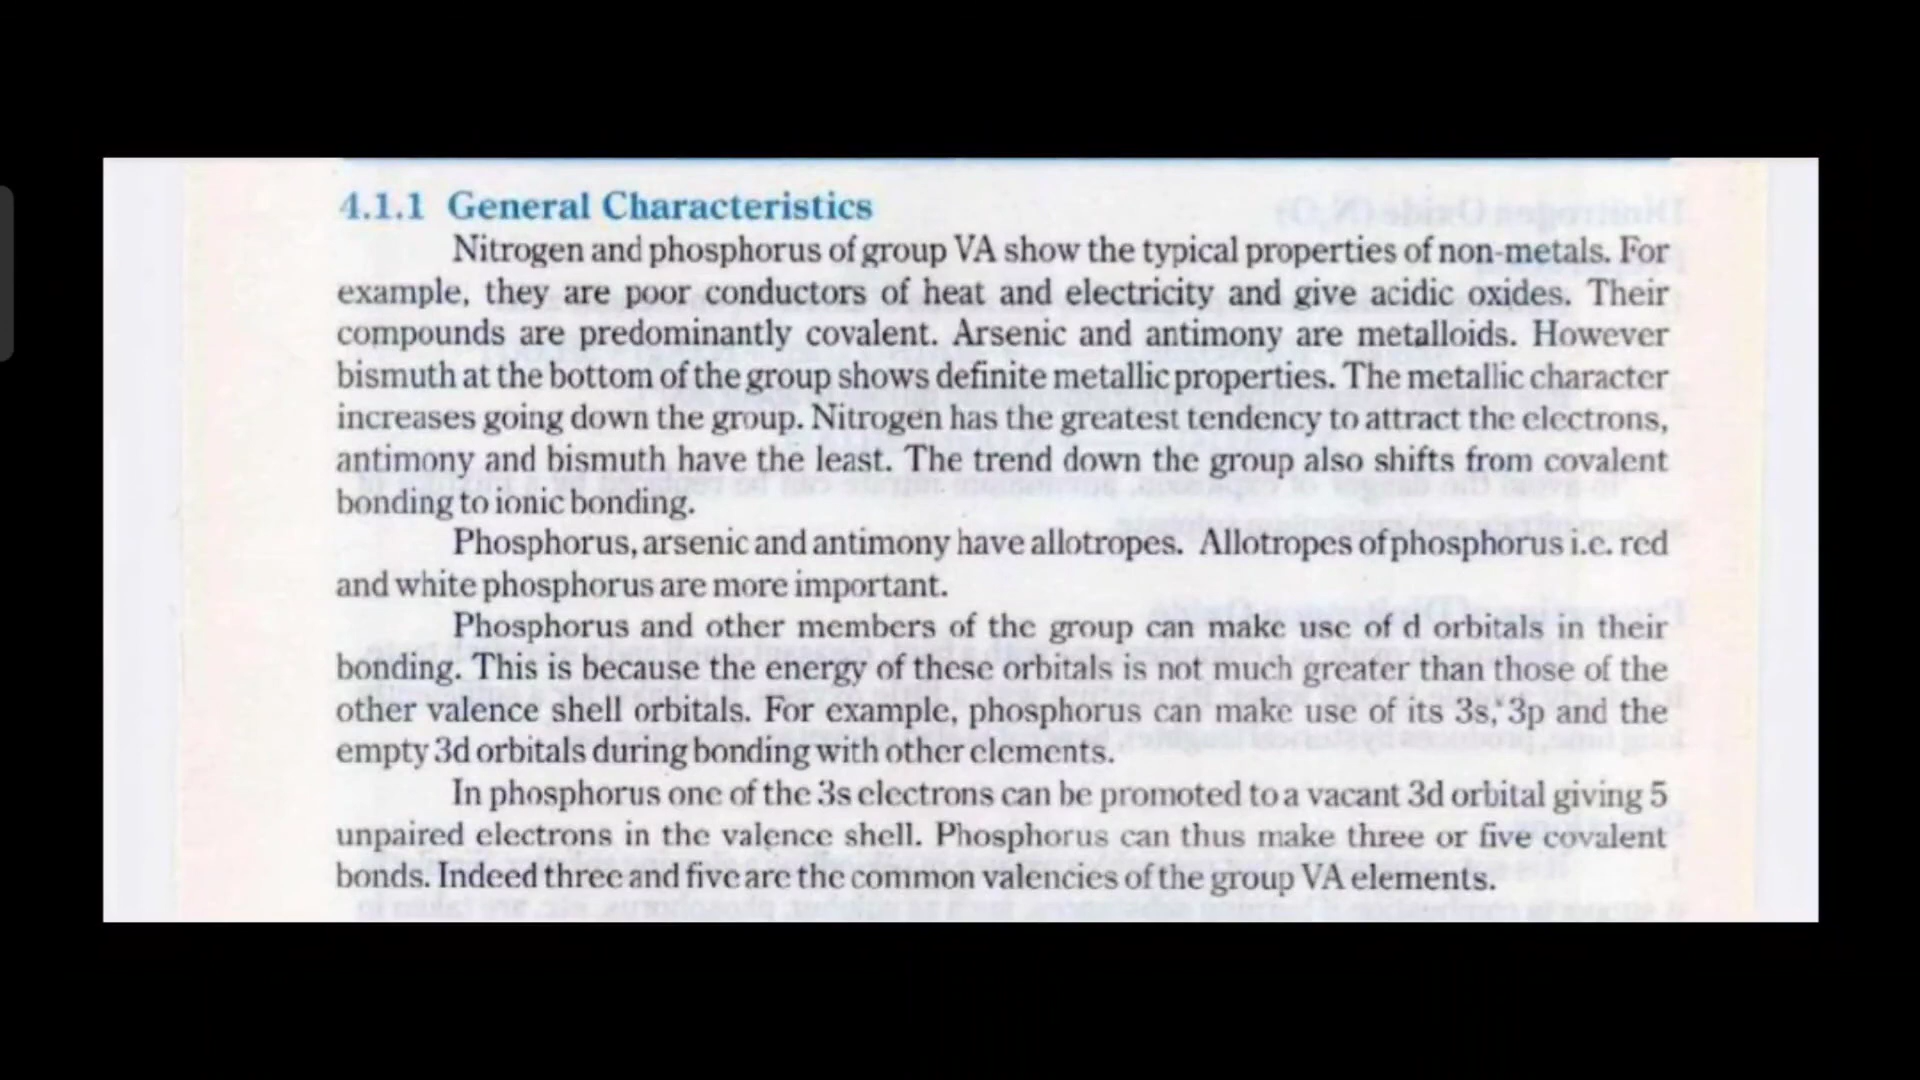 4.1.1 General Characteristics
Nitrogen and phosphorus of group VA show the typical properties of non-metals. For
example, they are poor conductors of heat and electricity and give acidic oxides. Their
compounds are predominantly covalent. Arsenic and antimony are metalloids. However
bismuth at the bottom of the group shows definite metallic properties. The metallic character
increases going down the group. Nitrogen has the greatest tendency to attract the electrons,
antimony and bismuth have the least. The trend down the group also shifts from covalent
bonding to ionic bonding.
Phosphorus, arsenic and antimony have allotropes. Allotropes of phosphorus i.e. red
and white phosphorus are more important.
Phosphorus and other members of the group can make use of d orbitals in their
bonding. This is because the energy of these orbitals is not much greater than those of the
other valence shell orbitals. For example, phosphorus can make use of its 3s, 3p and the
empty 3d orbitals during bonding with other elements.
In phosphorus one of the 3s electrons can be promoted to a vacant 3d orbital giving 5
unpaired electrons in the valence shell. Phosphorus can thus make three or five covalent
bonds. Indeed three and five are the common valencies of the group VA elements.